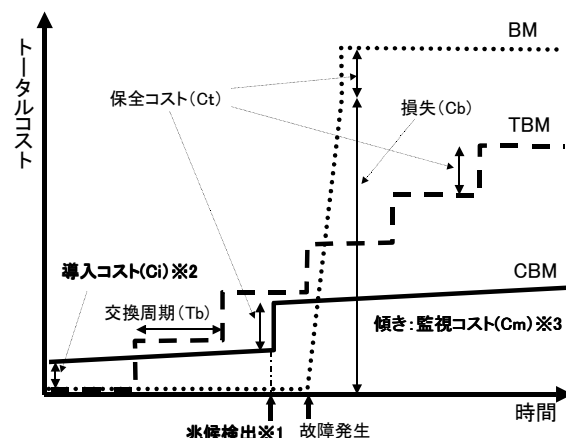 トータルコスト
BM
保全コスト(Ct)
損失(Cb)
TBM
導入コスト(Ci)※2
交換周期(Tb)
CBM
傾き:監視コスト(Cm)※3
時間
兆候検出※1
故障発生